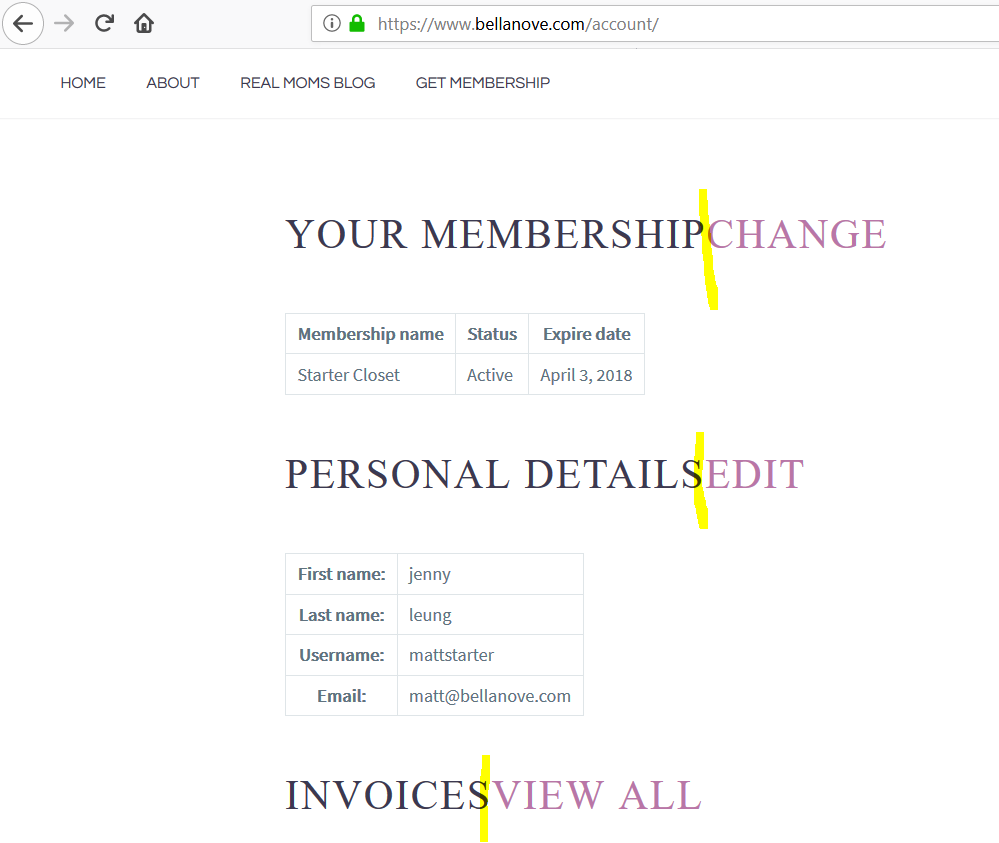 https://www.bellanove.com/account/
HOME ABOUT REAL MOMS BLOG GET MEMBERSHIP
YOUR MEMBERSHIPCHANGE
Membership name Status Expire date
Starter Closet Active April 3, 2018
PERSONAL DETAILSEDIT
First name: jenny
Last name: leung
Username: mattstarter
Email: matt@bellanove.com
INVOICESVIEW ALL